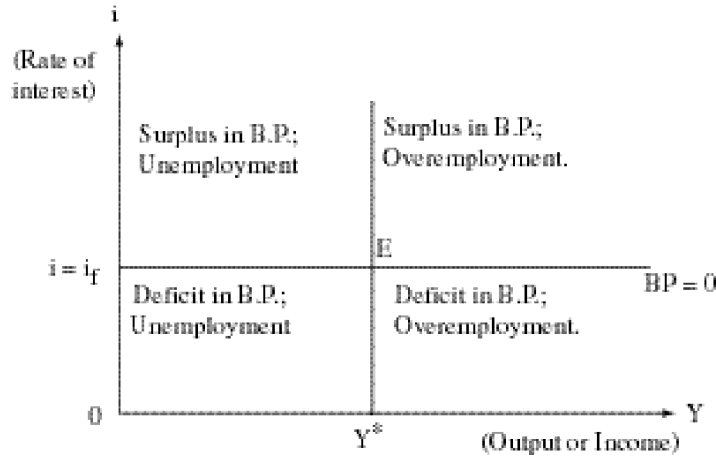 i
(Rate of
interest)
Surplus in B.P.;
Unemployment
Surplus in B.P.;
Overemployment.
E
i = i_f
BP = 0
Deficit in B.P.;
Unemployment
Deficit in B.P.;
Overemployment.
0
Y
Y*
(Output or Income)